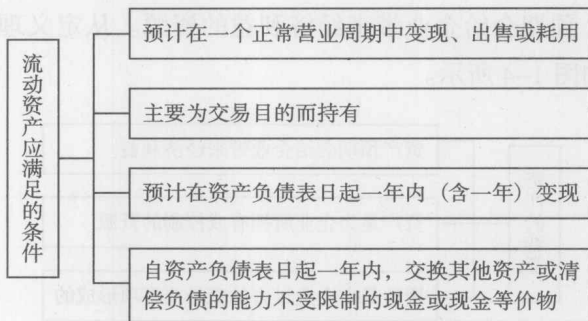 流动资产应满足的条件
预计在一个正常营业周期中变现、出售或耗用
主要为交易目的而持有
预计在资产负债表日起一年内（含一年）变现
自资产负债表日起一年内，交换其他资产或清
偿负债的能力不受限制的现金或现金等价物